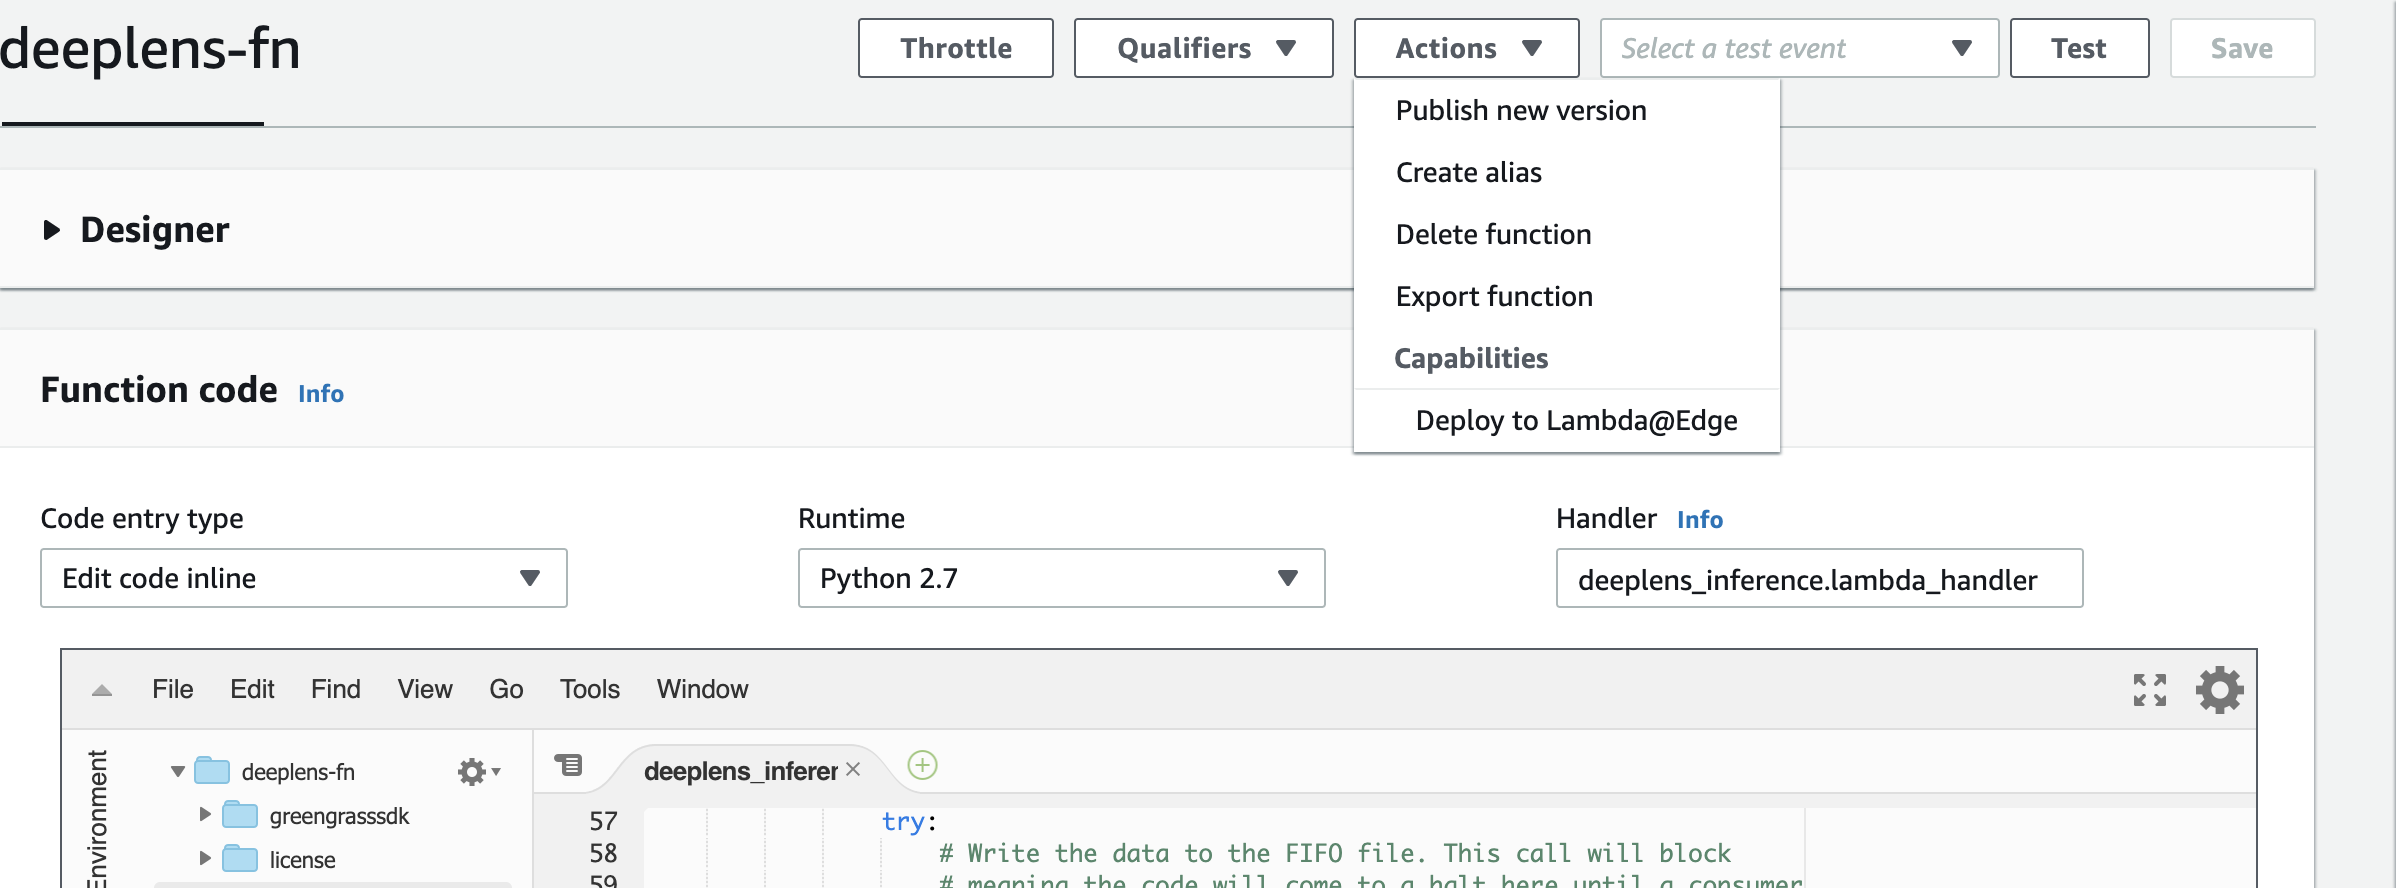 deeplens-fn
Throttle
Qualifiers
Actions
Select a test event
Test
Save
Publish new version
Create alias
Delete function
Export function
Capabilities
Deploy to Lambda@Edge
Designer
Function code Info
Code entry type
Edit code inline
Runtime
Python 2.7
Handler Info
deeplens_inference.lambda_handler
File Edit Find View Go Tools Window
Environment
deeplens-fn
greengrasssdk
license
deeplens_inferer
57 try:
58 # Write the data to the FIFO file. This call will block
59 # meaning the code will come to a halt here until a consumer